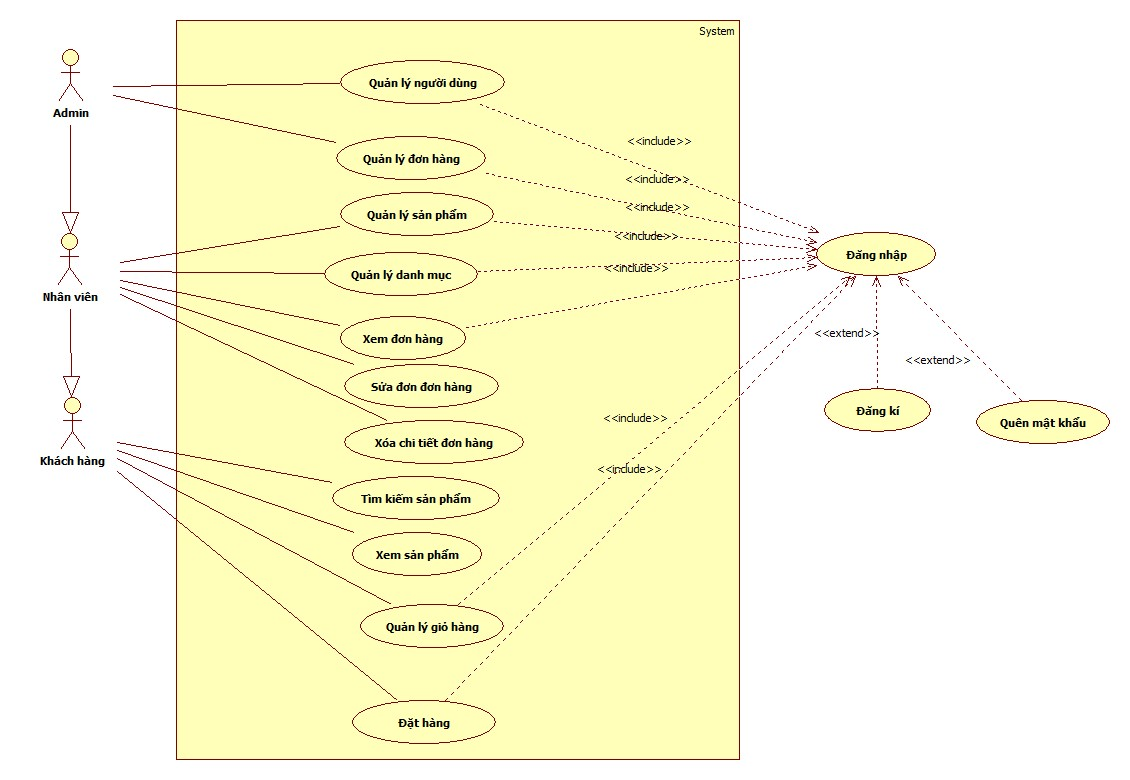 System
Admin
Quản lý người dùng
<<include>>
Quản lý đơn hàng
<<include>>
Quản lý sản phẩm
<<include>>
<<include>>
Đăng nhập
Nhân viên
Quản lý danh mục
<<include>>
Xem đơn hàng
<<extend>>
<<extend>>
Sửa đơn đơn hàng
Đăng kí
Quên mật khẩu
<<include>>
Xóa chi tiết đơn hàng
Khách hàng
<<include>>
Tìm kiếm sản phẩm
Xem sản phẩm
Quản lý giỏ hàng
Đặt hàng